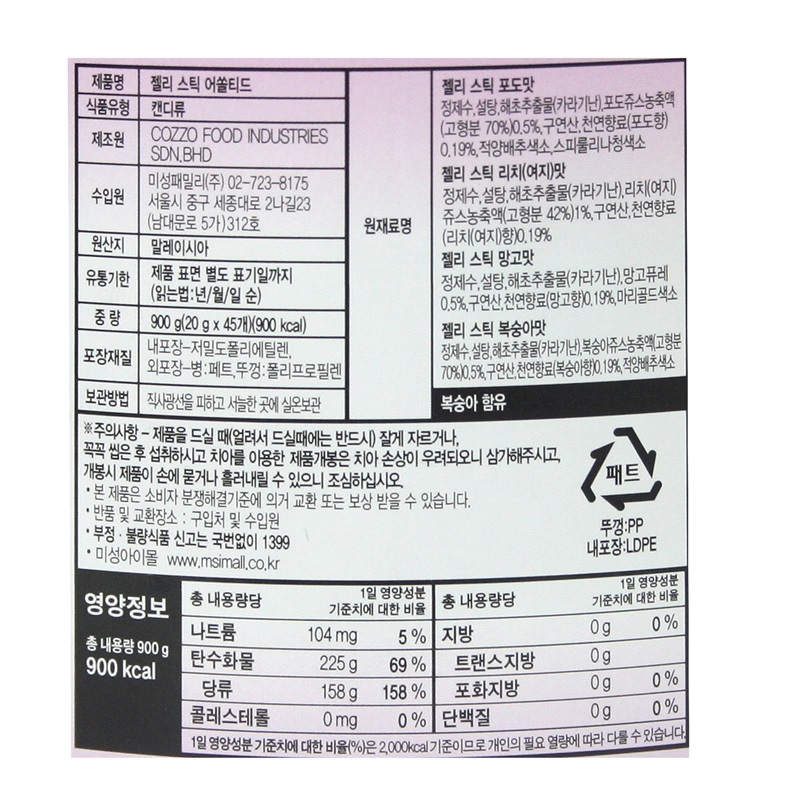 제품명 젤리 스틱 어쏠티드
식품유형 캔디류
제조원 COZZO FOOD INDUSTRIES
SDN.BHD
수입원 미성패밀리(주) 02-723-8175
서울시 중구 세종대로 2나길23
(남대문로 5가)312호
원산지 말레이시아
유통기한 제품 표면 별도 표기일까지
(읽는법:년/월/일 순)
중 량 900 g(20 g x 45개)(900 kcal)
포장재질 내포장-저밀도폴리에틸렌,
외포장-병:페트,뚜껑:폴리프로필렌
보관방법 직사광선을 피하고 서늘한 곳에 실온보관
원재료명
젤리 스틱 포도맛
정제수,설탕,해초추출물(카라기난),포도쥬스농축액
(고형분 70%)0.5%,구연산,천연향료(포도향)
0.19%,적양배추색소,스피룰리나청색소
젤리 스틱 리치(여지)맛
정제수,설탕,해초추출물(카라기난),리치(여지)
쥬스농축액(고형분 42%)1%,구연산,천연향료
(리치(여지)향)0.19%
젤리 스틱 망고맛
정제수,설탕,해초추출물(카라기난),망고퓨레
0.5%,구연산,천연향료(망고향)0.19%,마리골드색소
젤리 스틱 복숭아맛
정제수,설탕,해초추출물(카라기난),복숭아쥬스농축액(고형분
70%)0.5%,구연산,천연향료(복숭아향)0.19%,적양배추색소
복숭아 함유
※주의사항 - 제품을 드실 때(얼려서 드실때에는 반드시) 잘게 자르거나,
꼭꼭 씹은 후 섭취하시고 치아를 이용한 제품개봉은 치아 손상이 우려되오니 삼가해주시고,
개봉시 제품이 손에 묻거나 흘러내릴 수 있으니 조심하십시오.
• 본 제품은 소비자 분쟁해결기준에 의거 교환 또는 보상 받을 수 있습니다.
• 반품 및 교환장소 : 구입처 및 수입원
• 부정 · 불량식품 신고는 국번없이 1399
• 미성아이몰 www.msimall.co.kr
패트
뚜껑:PP
내포장:LDPE
영양정보
총 내용량 900 g
900 kcal
총 내용량당 1일 영양성분
기준치에 대한 비율
나트륨 104 mg 5 %
탄수화물 225 g 69 %
당류 158 g 158 %
콜레스테롤 0 mg 0 %
총 내용량당 1일 영양성분
기준치에 대한 비율
지방 0 g 0 %
트랜스지방 0 g
포화지방 0 g 0 %
단백질 0 g 0 %
1일 영양성분 기준치에 대한 비율(%)은 2,000kcal 기준이므로 개인의 필요 열량에 따라 다를 수 있습니다.